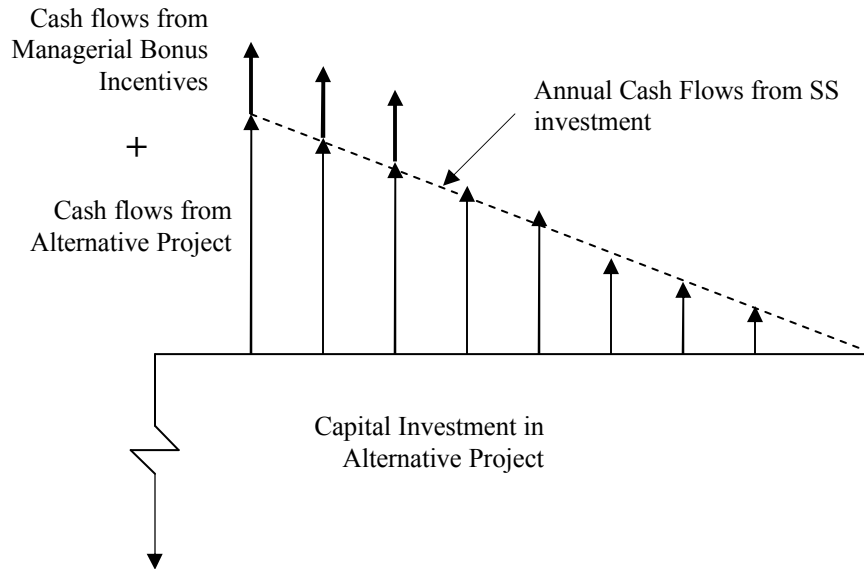 Cash flows from
Managerial Bonus
Incentives
+
Cash flows from
Alternative Project
Annual Cash Flows from SS
investment
Capital Investment in
Alternative Project